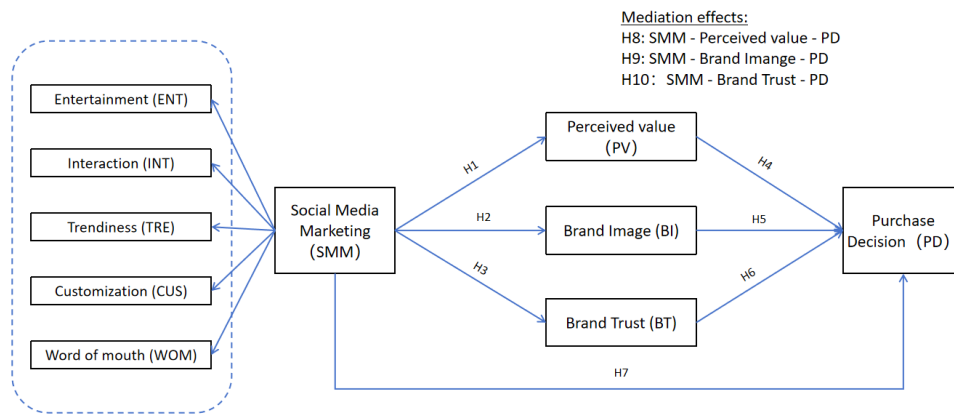 Mediation effects:
H8: SMM - Perceived value - PD
H9: SMM - Brand Imange - PD
H10： SMM - Brand Trust - PD
Entertainment (ENT)
Interaction (INT)
Trendiness (TRE)
Customization (CUS)
Word of mouth (WOM)
Social Media
Marketing
(SMM)
H1
H2
H3
Perceived value
(PV)
Brand Image (BI)
Brand Trust (BT)
H4
H5
H6
H7
Purchase
Decision（PD)